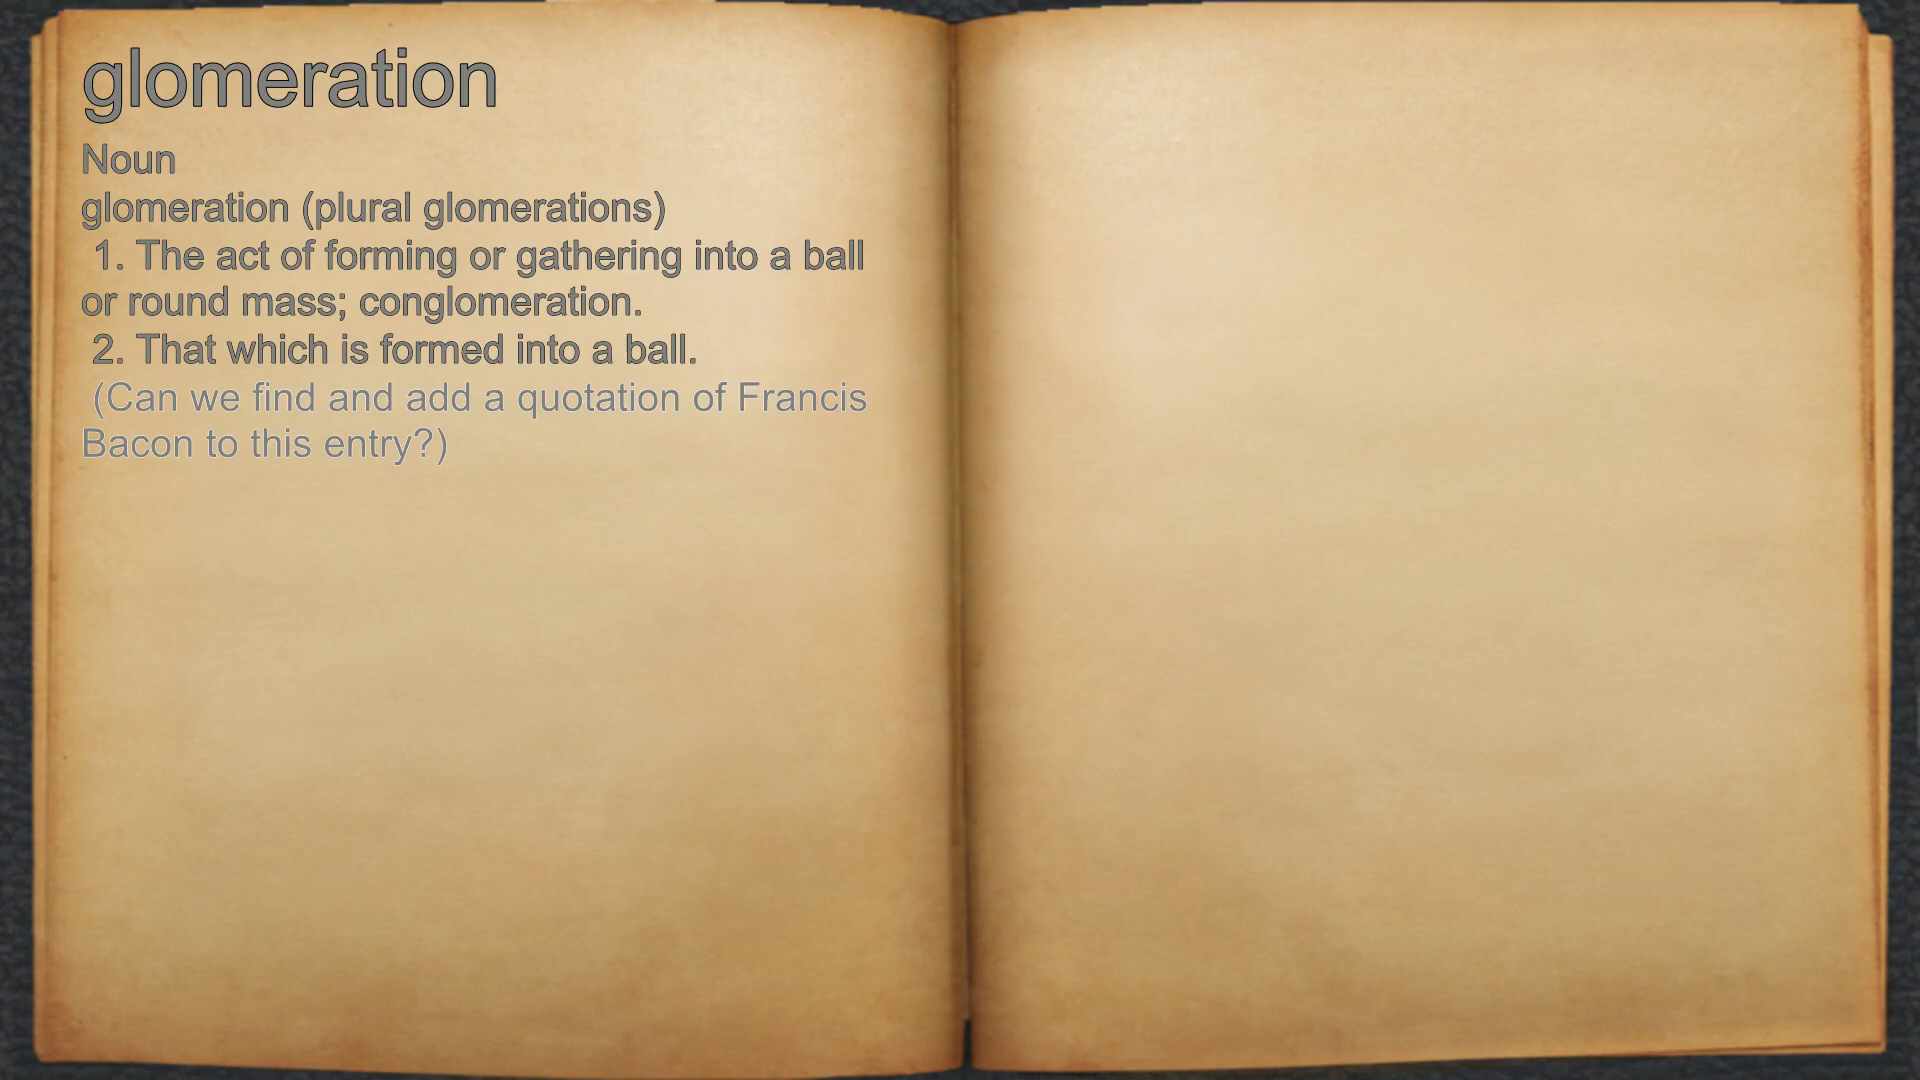 glomeration
Noun
glomeration (plural glomerations)
1. The act of forming or gathering into a ball
or round mass; conglomeration.
2. That which is formed into a ball.
(Can we find and add a quotation of Francis
Bacon to this entry?)